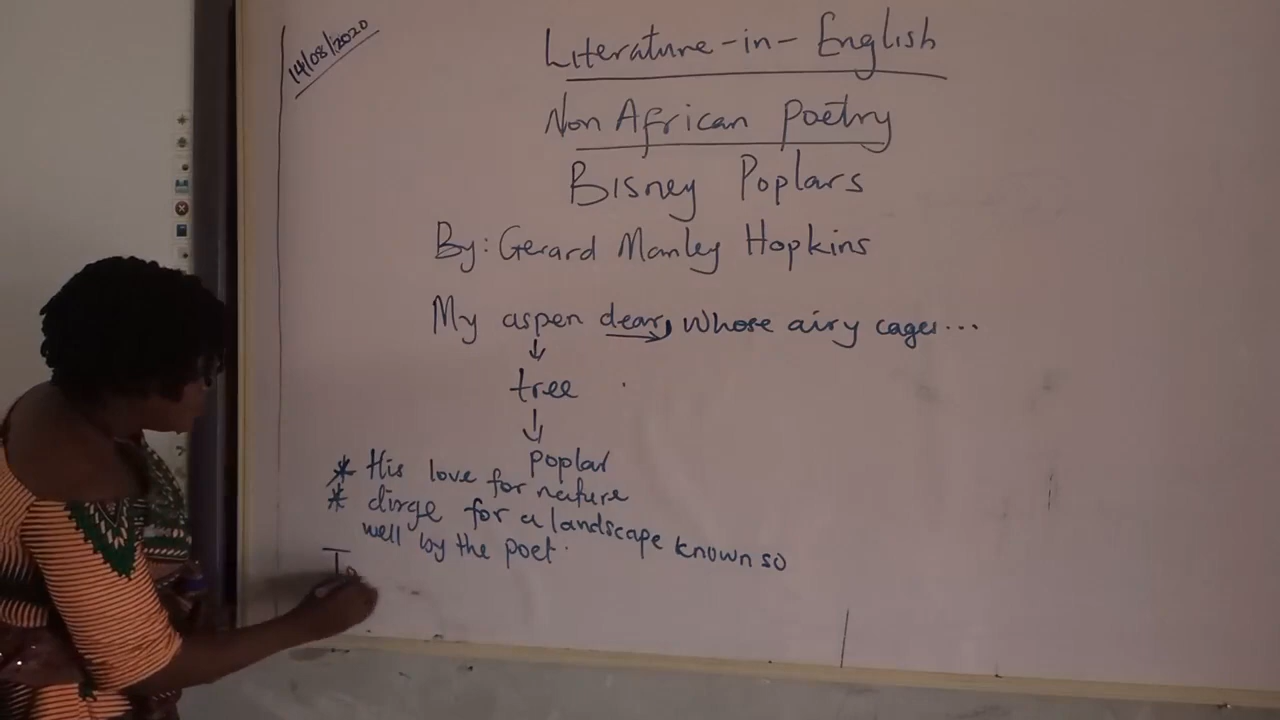 14/08/2020
Literature-in-English
Non African Poetry
Bisney Poplars
By: Gerard Manley Hopkins
My aspen dear, whose airy cages...
↓
tree
↓
poplar
* His love for nature
* dirge for a landscape known so
well by the poet.